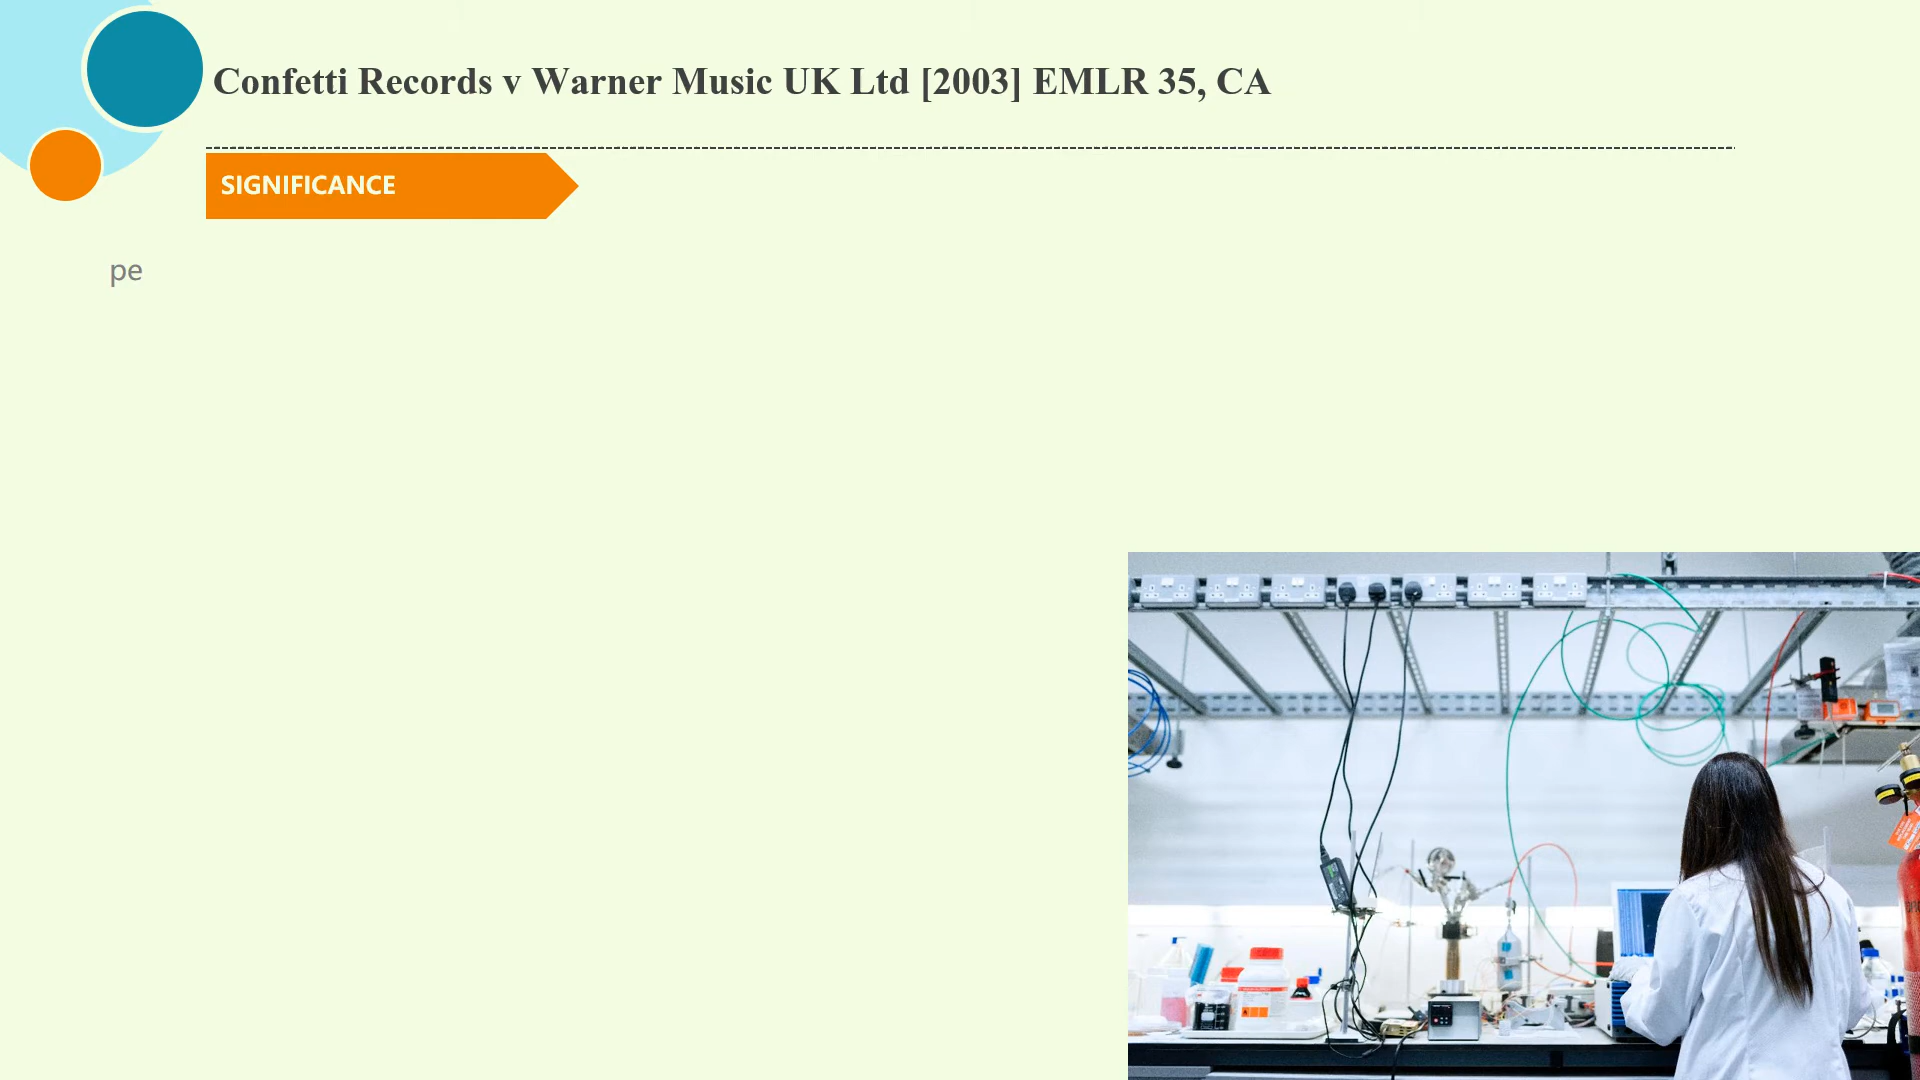 Confetti Records v Warner Music UK Ltd [2003] EMLR 35, CA
SIGNIFICANCE
pe